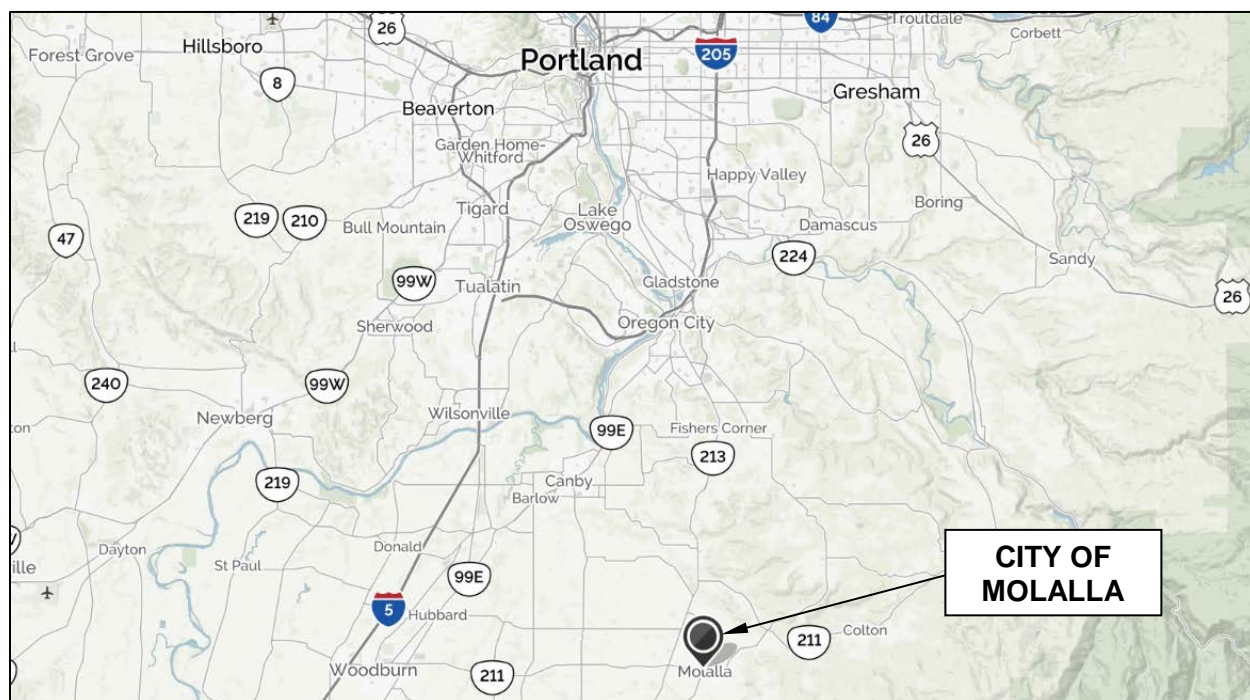 84
Troutdale
Forest Grove
Hillsboro
26
Portland
205
Corbett
8
Beaverton
Gresham
Garden Home-
Whitford
26
Happy Valley
219
210
Tigard
Lake
Oswego
Boring
47
Bull Mountain
Damascus
224
Sandy
99W
Tualatin
Gladstone
26
Sherwood
Oregon City
240
99W
Newberg
Wilsonville
99E
Fishers Corner
213
219
Canby
Barlow
Dayton
Donald
St Paul
99E
ville
CITY OF
MOLALLA
5
Hubbard
211
Colton
Woodburn
211
Molalla